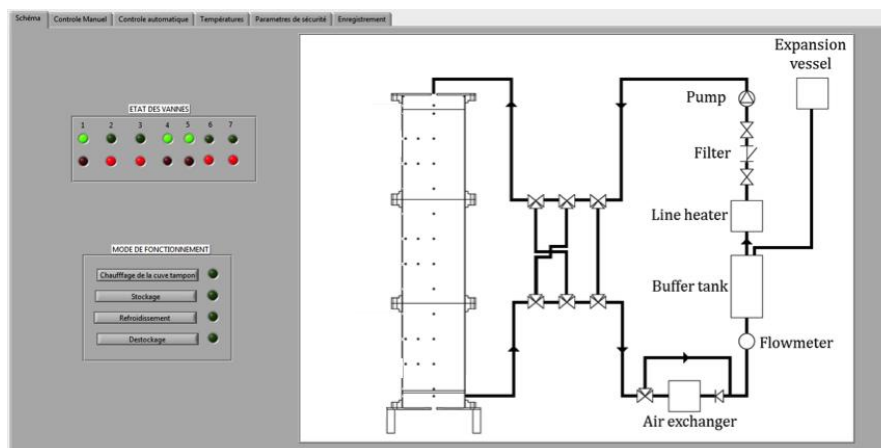 Schéma
Controle Manuel
Controle automatique
Températures
Parametres de sécurité
Enregistrement
ETAT DES VANNES
1 2 3 4 5 6 7
MODE DE FONCTIONNEMENT
Chaufffage de la cuve tampon
Stockage
Refroidissement
Destockage
Expansion
vessel
Pump
Filter
Line heater
Buffer tank
Flowmeter
Air exchanger